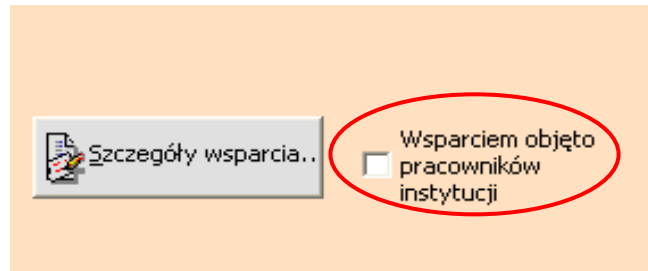 Szczegóły wsparcia..
Wsparciem objęto
pracowników
instytucji